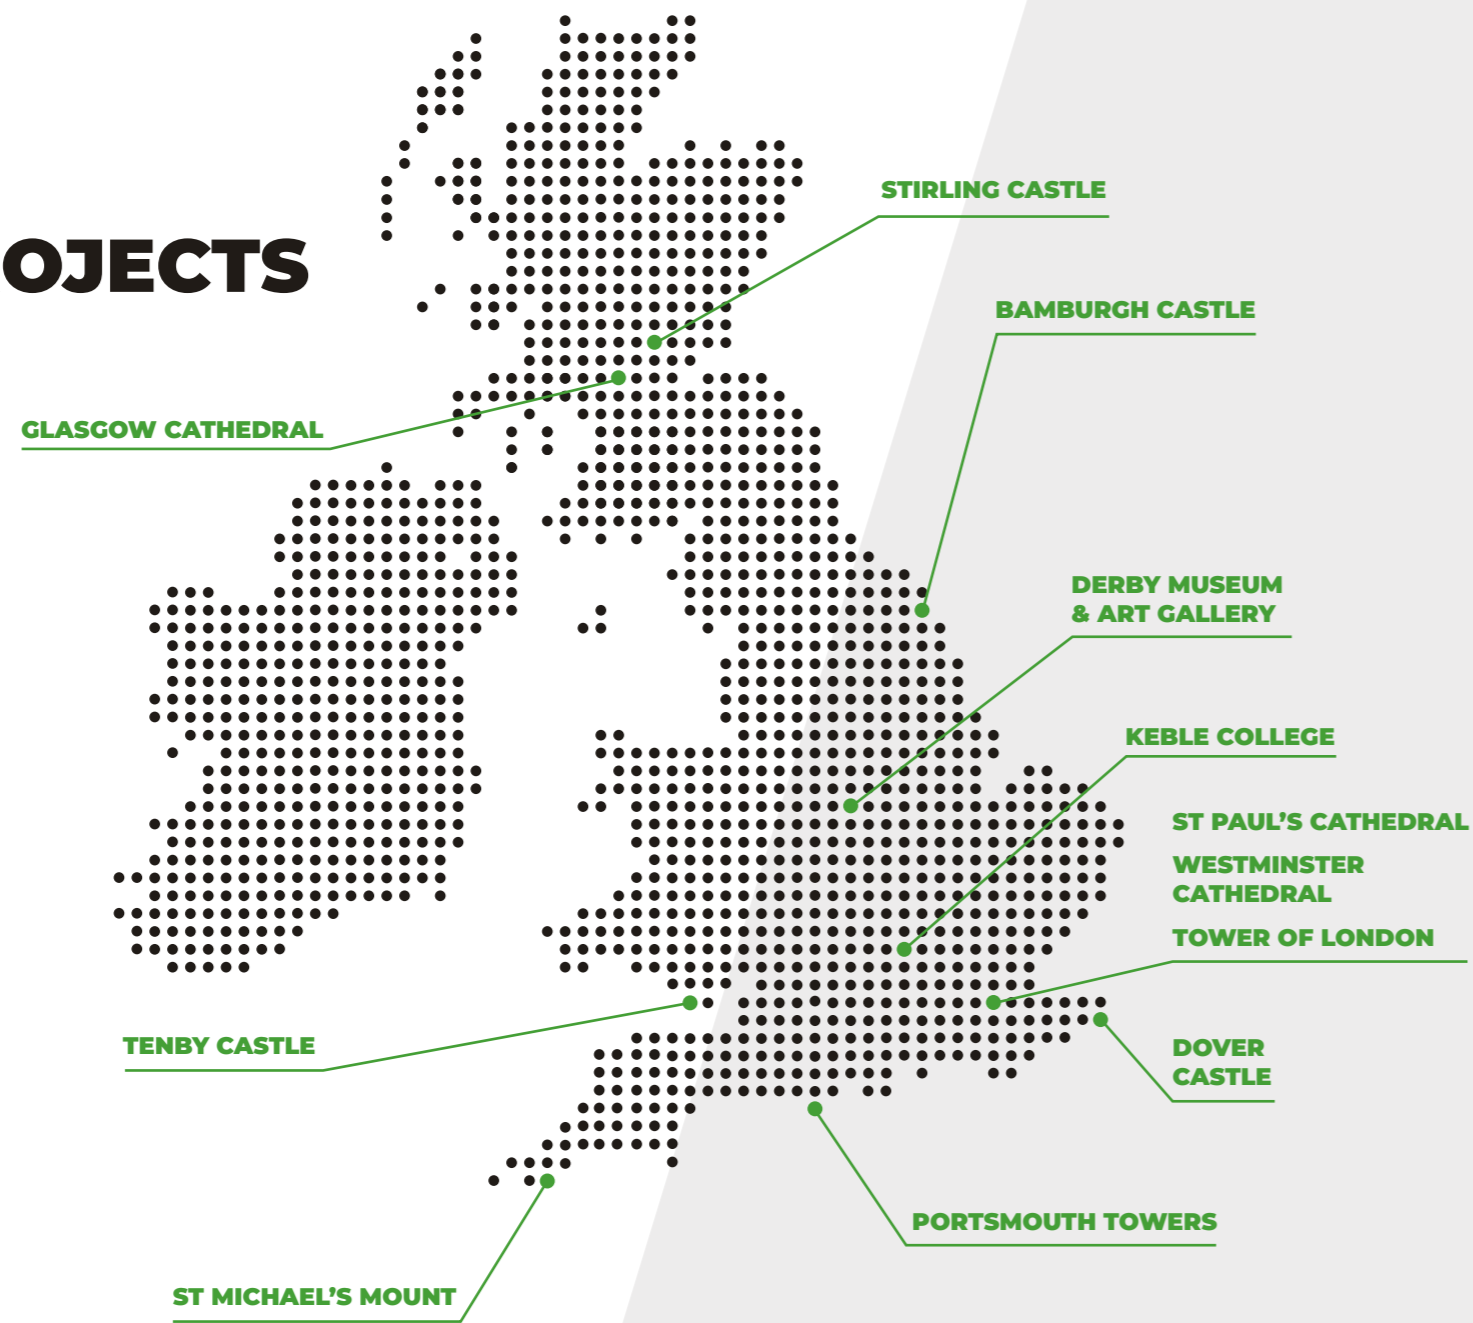 STIRLING CASTLE
OJECTS
BAMBURGH CASTLE
GLASGOW CATHEDRAL
DERBY MUSEUM
& ART GALLERY
KEBLE COLLEGE
ST PAUL’S CATHEDRAL
WESTMINSTER
CATHEDRAL
TOWER OF LONDON
TENBY CASTLE
DOVER
CASTLE
PORTSMOUTH TOWERS
ST MICHAEL’S MOUNT